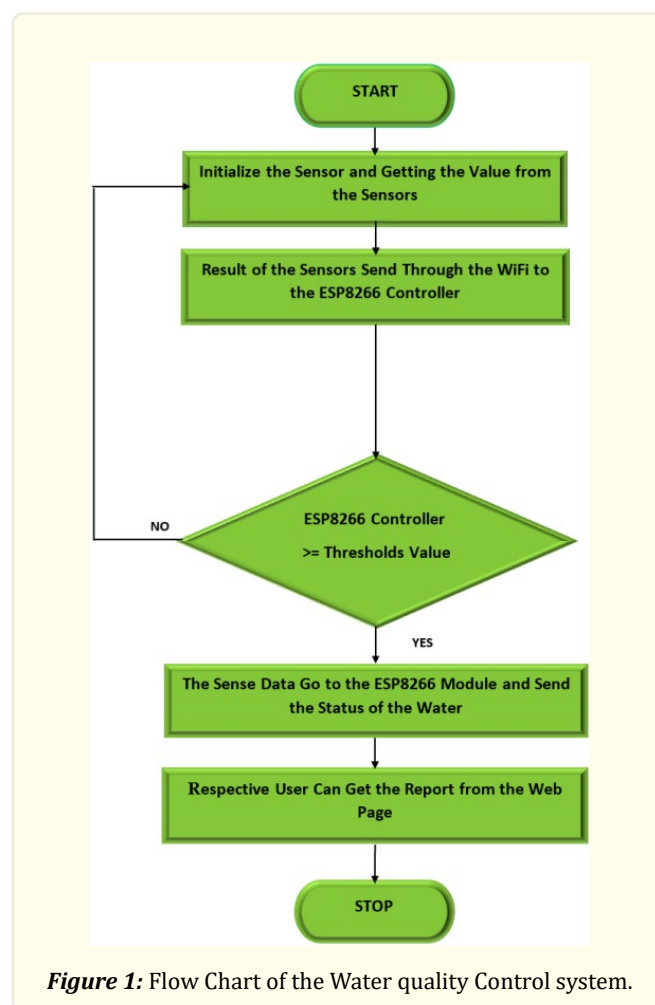 START
Initialize the Sensor and Getting the Value from
the Sensors
Result of the Sensors Send Through the WiFi to
the ESP8266 Controller
ESP8266 Controller
>= Thresholds Value
NO
YES
The Sense Data Go to the ESP8266 Module and Send
the Status of the Water
Respective User Can Get the Report from the Web
Page
STOP
Figure 1: Flow Chart of the Water quality Control system.